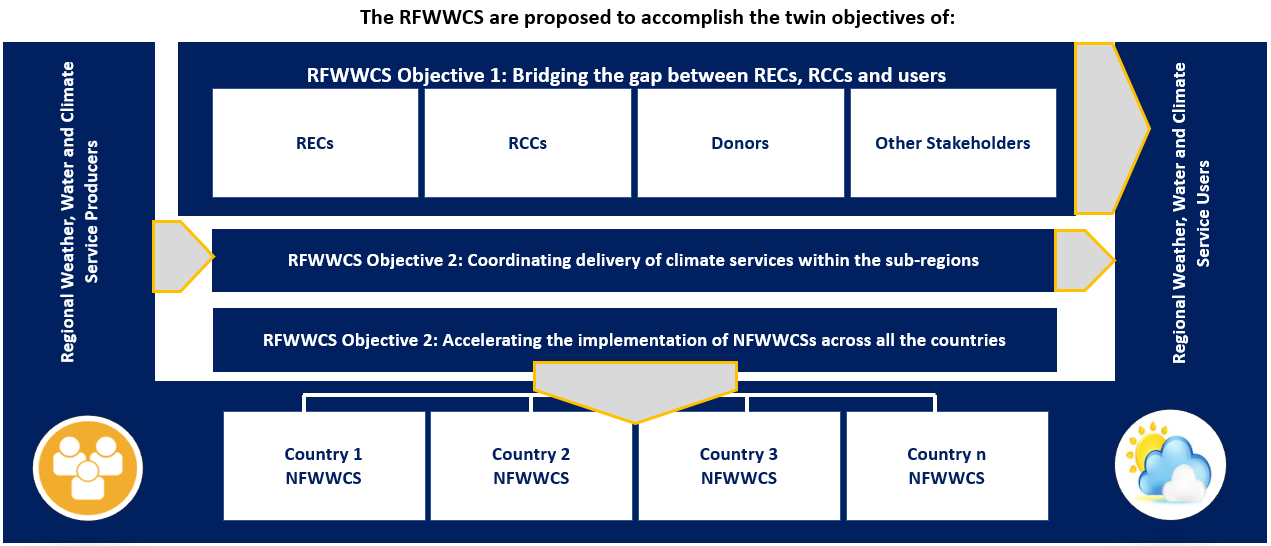 The RFWWCS are proposed to accomplish the twin objectives of:
Regional Weather, Water and Climate
Service Producers
RFWWCS Objective 1: Bridging the gap between RECs, RCCs and users
RECs
RCCs
Donors
Other Stakeholders
RFWWCS Objective 2: Coordinating delivery of climate services within the sub-regions
RFWWCS Objective 2: Accelerating the implementation of NFWWCSs across all the countries
Country 1
NFWWCS
Country 2
NFWWCS
Country 3
NFWWCS
Country n
NFWWCS
Regional Weather, Water and Climate
Service Users